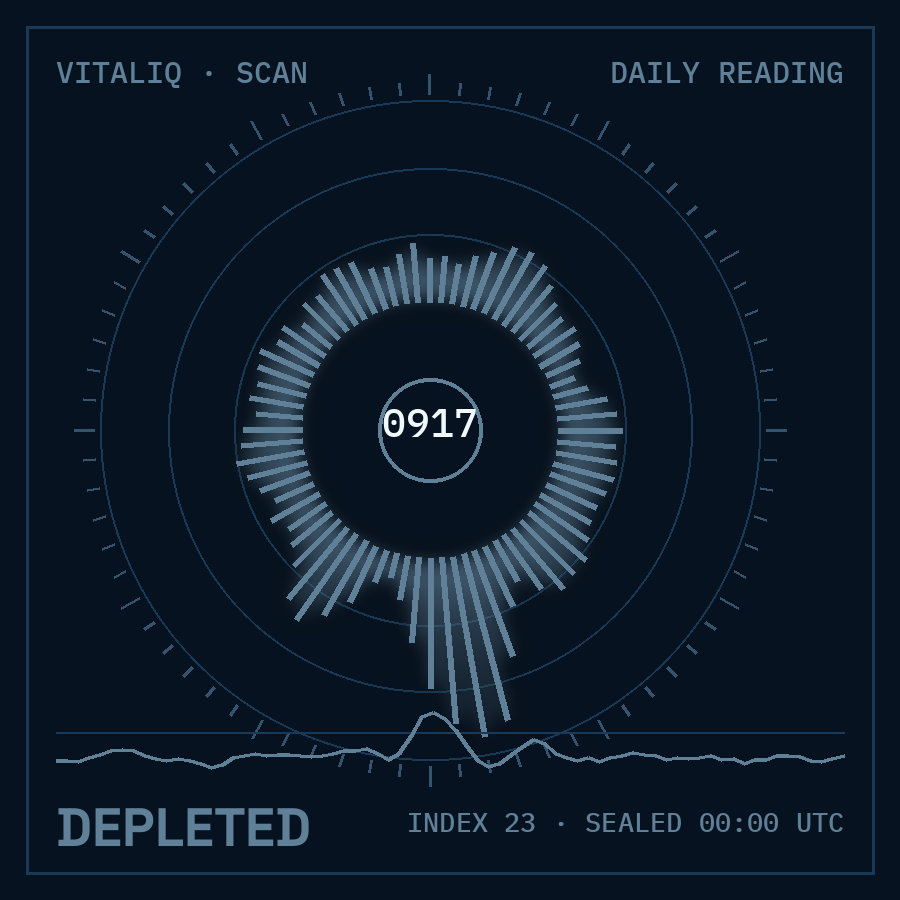 VITALIQ · SCAN
DAILY READING
0917
DEPLETED
INDEX 23 · SEALED 00:00 UTC